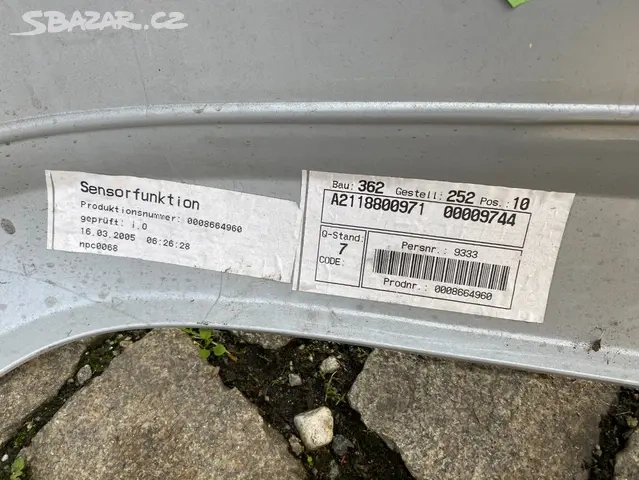 SBAZAR.CZ
Sensorfunktion
Produktionsnummer: 0008664960
geprüft: i.O
16.03.2005 06:26:28
npc0068
Bau: 362 Gestell: 252 Pos.: 10
A2118800971 00009744
Q-Stand: 7
CODE:
Persnr.: 9333
Prodnr.: 0008664960